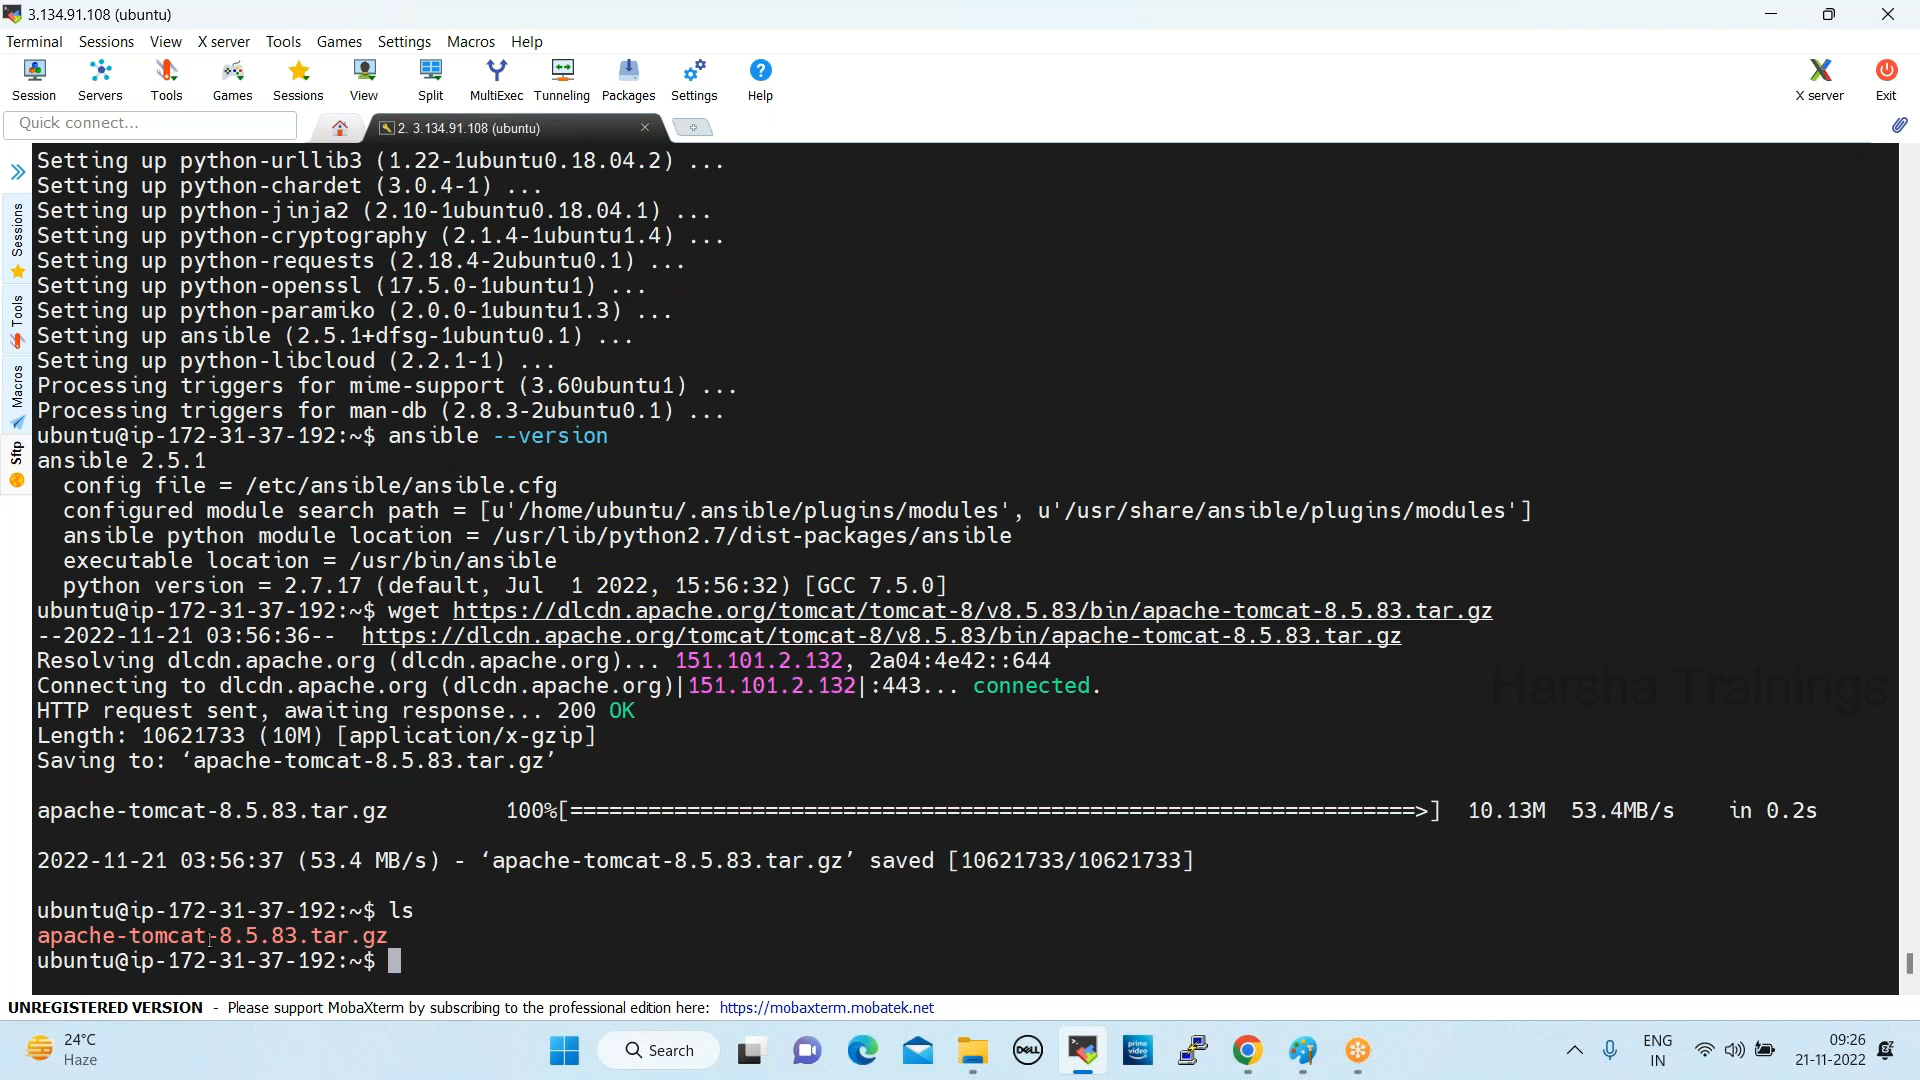 3.134.91.108 (ubuntu)
Terminal Sessions View X server Tools Games Settings Macros Help
Session Servers Tools Games Sessions View Split MultiExec Tunneling Packages Settings Help X server Exit
Quick connect...
2. 3.134.91.108 (ubuntu)
Sessions
Tools
Macros
Sftp
Setting up python-urllib3 (1.22-1ubuntu0.18.04.2) ...
Setting up python-chardet (3.0.4-1) ...
Setting up python-jinja2 (2.10-1ubuntu0.18.04.1) ...
Setting up python-cryptography (2.1.4-1ubuntu1.4) ...
Setting up python-requests (2.18.4-2ubuntu0.1) ...
Setting up python-openssl (17.5.0-1ubuntu1) ...
Setting up python-paramiko (2.0.0-1ubuntu1.3) ...
Setting up ansible (2.5.1+dfsg-1ubuntu0.1) ...
Setting up python-libcloud (2.2.1-1) ...
Processing triggers for mime-support (3.60ubuntu1) ...
Processing triggers for man-db (2.8.3-2ubuntu0.1) ...
ubuntu@ip-172-31-37-192:~$ ansible --version
ansible 2.5.1
  config file = /etc/ansible/ansible.cfg
  configured module search path = [u'/home/ubuntu/.ansible/plugins/modules', u'/usr/share/ansible/plugins/modules']
  ansible python module location = /usr/lib/python2.7/dist-packages/ansible
  executable location = /usr/bin/ansible
  python version = 2.7.17 (default, Jul  1 2022, 15:56:32) [GCC 7.5.0]
ubuntu@ip-172-31-37-192:~$ wget https://dlcdn.apache.org/tomcat/tomcat-8/v8.5.83/bin/apache-tomcat-8.5.83.tar.gz
--2022-11-21 03:56:36--  https://dlcdn.apache.org/tomcat/tomcat-8/v8.5.83/bin/apache-tomcat-8.5.83.tar.gz
Resolving dlcdn.apache.org (dlcdn.apache.org)... 151.101.2.132, 2a04:4e42::644
Connecting to dlcdn.apache.org (dlcdn.apache.org)|151.101.2.132|:443... connected.
HTTP request sent, awaiting response... 200 OK
Length: 10621733 (10M) [application/x-gzip]
Saving to: ‘apache-tomcat-8.5.83.tar.gz’
apache-tomcat-8.5.83.tar.gz 100%[=================================================================>] 10.13M 53.4MB/s in 0.2s
2022-11-21 03:56:37 (53.4 MB/s) - ‘apache-tomcat-8.5.83.tar.gz’ saved [10621733/10621733]
ubuntu@ip-172-31-37-192:~$ ls
apache-tomcat-8.5.83.tar.gz
ubuntu@ip-172-31-37-192:~$
Harsha Trainings
UNREGISTERED VERSION - Please support MobaXterm by subscribing to the professional edition here: https://mobaxterm.mobatek.net
24°C
Haze
Search
DELL
prime video
ENG
IN
09:26
21-11-2022